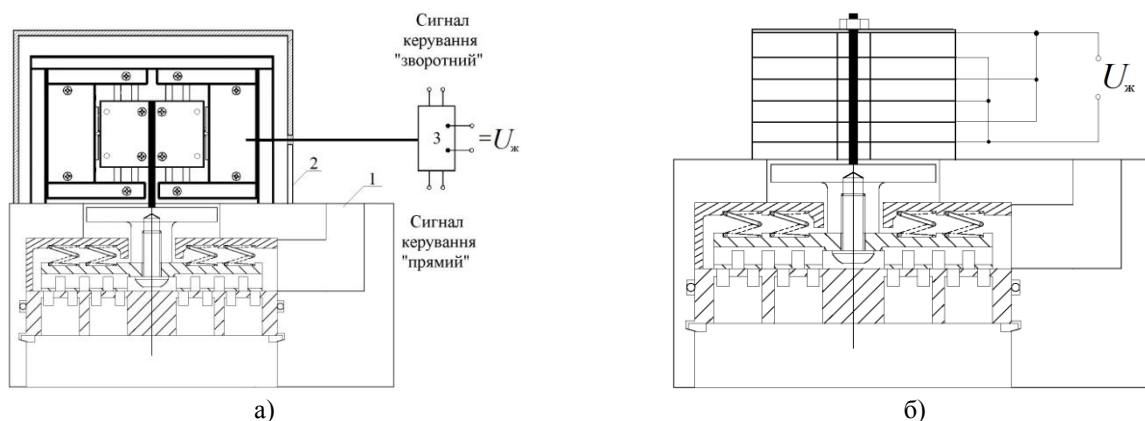 Сигнал
керування
"зворотний"
3
=Uж
2
1
Сигнал
керування
"прямий"
а)
Uж
б)